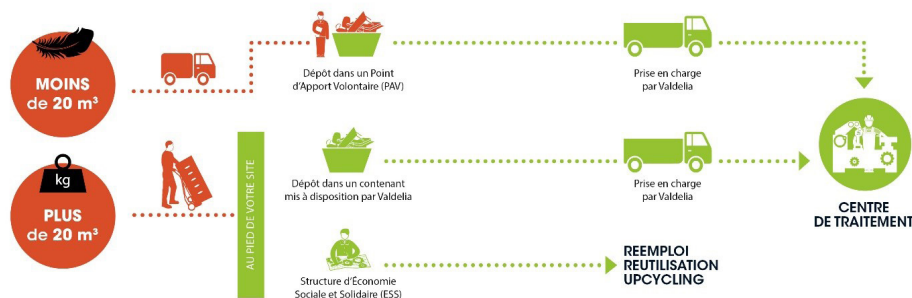 MOINS
de 20 m³
Dépôt dans un Point
d'Apport Volontaire (PAV)
Prise en charge
par Valdelia
kg
PLUS
de 20 m³
AU PIED DE VOTRE SITE
Dépôt dans un contenant
mis à disposition par Valdelia
Prise en charge
par Valdelia
CENTRE
DE TRAITEMENT
Structure d'Économie
Sociale et Solidaire (ESS)
REEMPLOI
REUTILISATION
UPCYCLING